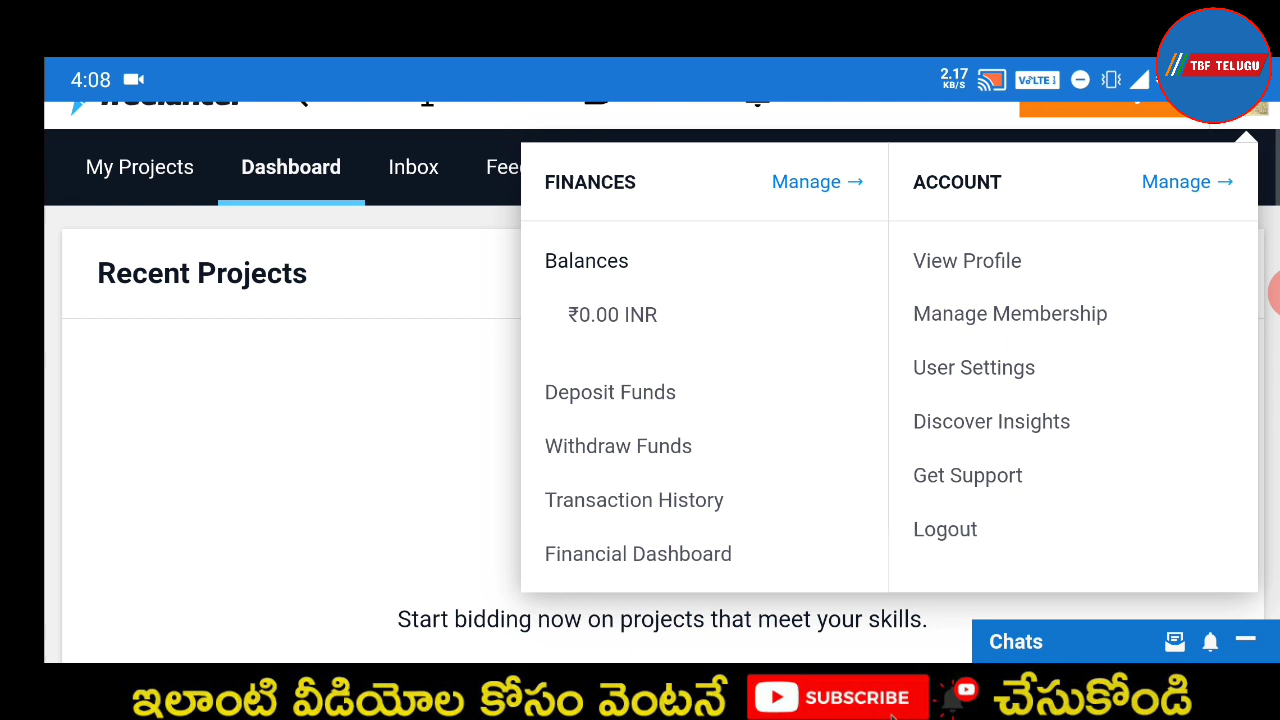 TBF TELUGU
4:08
2.17
KB/S
VoLTE
freelancer
My Projects Dashboard Inbox Fee
FINANCES Manage →
ACCOUNT Manage →
Recent Projects
Balances
₹0.00 INR
Deposit Funds
Withdraw Funds
Transaction History
Financial Dashboard
View Profile
Manage Membership
User Settings
Discover Insights
Get Support
Logout
Start bidding now on projects that meet your skills.
Chats
ఇలాంటి వీడియోల కోసం వెంటనే SUBSCRIBE చేసుకోండి